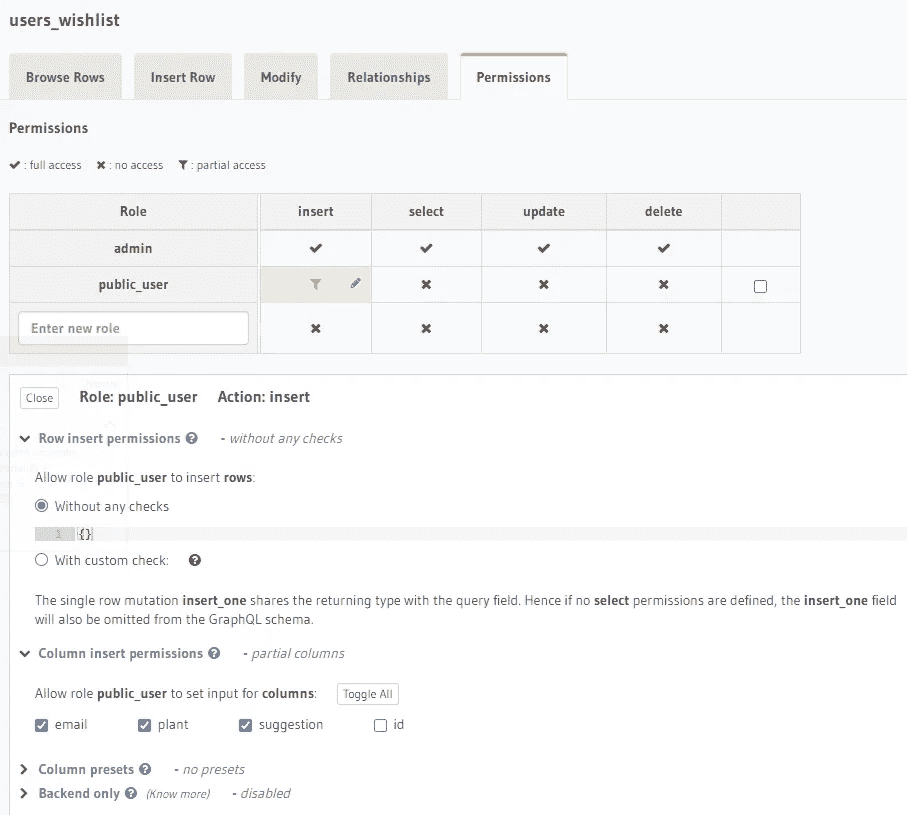 users_wishlist
Browse Rows Insert Row Modify Relationships Permissions
Permissions
: full access : no access : partial access
Role insert select update delete
admin
public_user
Enter new role
Close Role: public_user Action: insert
Row insert permissions - without any checks
Allow role public_user to insert rows:
Without any checks
1 {}
With custom check:
The single row mutation insert_one shares the returning type with the query field. Hence if no select permissions are defined, the insert_one field
will also be omitted from the GraphQL schema.
Column insert permissions - partial columns
Allow role public_user to set input for columns: Toggle All
email plant suggestion id
Column presets - no presets
Backend only (Know more) - disabled